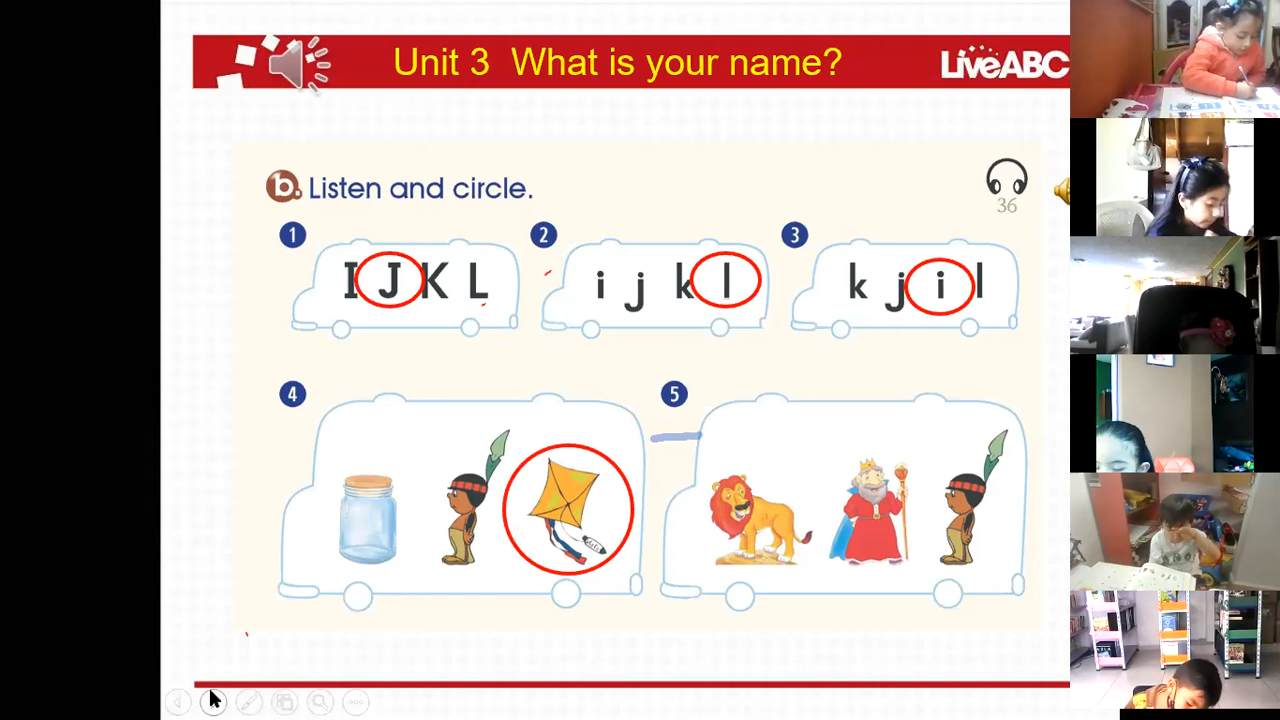 Unit 3 What is your name?
LiveABC
b. Listen and circle.
36
1
I J K L
2
i j k l
3
k j i l
4
5